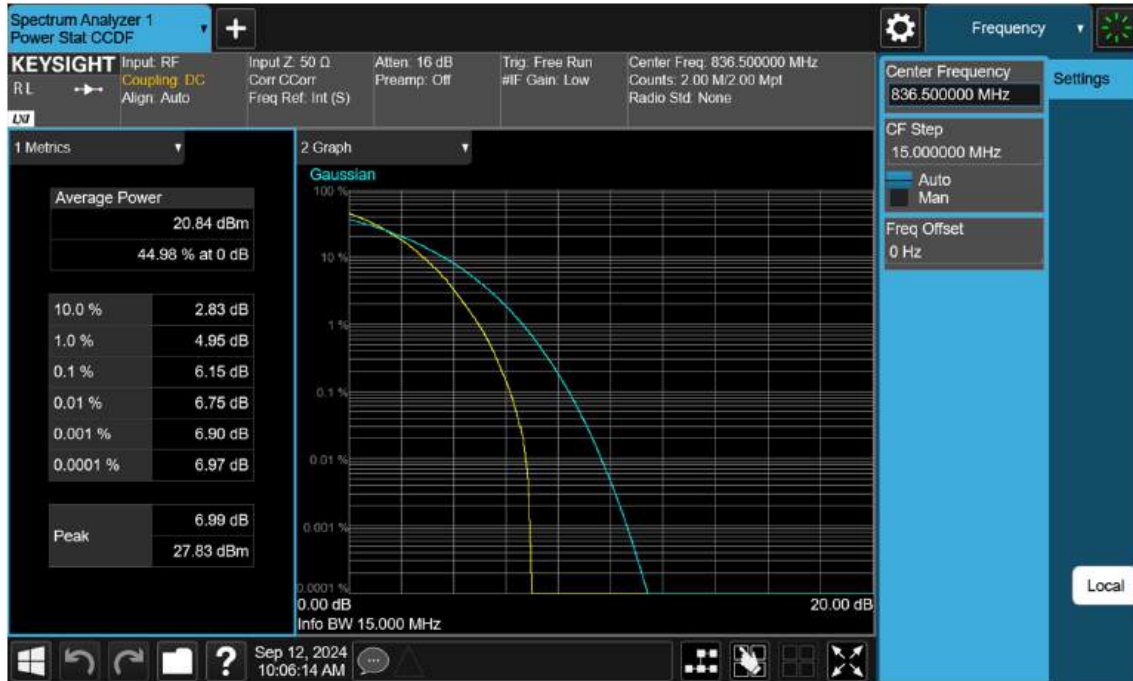 Spectrum Analyzer 1
Power Stat CCDF
Frequency
KEYSIGHT
RL
LXI
Input: RF
Coupling: DC
Align: Auto
Input Z: 50 Ω
Corr CCorr
Freq Ref: Int (S)
Atten: 16 dB
Preamp: Off
Trig: Free Run
#IF Gain: Low
Center Freq: 836.500000 MHz
Counts: 2.00 M/2.00 Mpt
Radio Std: None
Center Frequency
836.500000 MHz
Settings
CF Step
15.000000 MHz
Auto
Man
Freq Offset
0 Hz
1 Metrics
Average Power
20.84 dBm
44.98 % at 0 dB
10.0 % 2.83 dB
1.0 % 4.95 dB
0.1 % 6.15 dB
0.01 % 6.75 dB
0.001 % 6.90 dB
0.0001 % 6.97 dB
Peak
6.99 dB
27.83 dBm
2 Graph
Gaussian
100 %
10 %
1 %
0.1 %
0.01 %
0.001 %
0.0001 %
0.00 dB 20.00 dB
Info BW 15.000 MHz
Local
?
Sep 12, 2024
10:06:14 AM